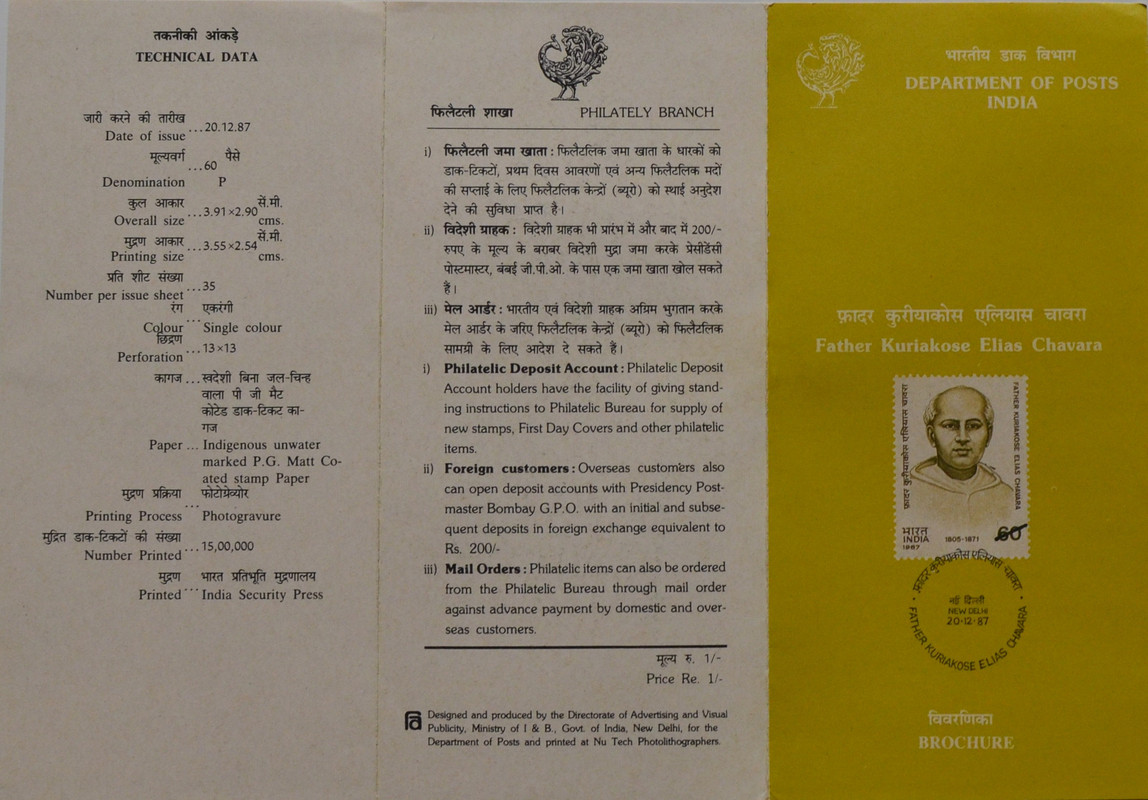 तकनीकी आंकड़े
TECHNICAL DATA
जारी करने की तारीख
Date of issue ... 20.12.87
मूल्यवर्ग ... 60 पैसे
Denomination P
कुल आकार सें.मी.
Overall size ... 3.91×2.90 cms.
मुद्रण आकार सें.मी.
Printing size ... 3.55×2.54 cms.
प्रति शीट संख्या
Number per issue sheet ... 35
रंग एकरंगी
Colour ... Single colour
छिद्रण
Perforation ... 13×13
कागज ... स्वदेशी बिना जल-चिन्ह
वाला पी जी मैट
कोटेड डाक-टिकट का-
गज
Paper ... Indigenous unwater
marked P.G. Matt Co-
ated stamp Paper
मुद्रण प्रक्रिया फोटोग्रेव्योर
Printing Process ... Photogravure
मुद्रित डाक-टिकटों की संख्या
Number Printed ... 15,00,000
मुद्रण भारत प्रतिभूति मुद्रणालय
Printed ... India Security Press
फिलैटली शाखा PHILATELY BRANCH
i) फिलैटली जमा खाता : फिलैटलिक जमा खाता के धारकों को
डाक-टिकटों, प्रथम दिवस आवरणों एवं अन्य फिलैटलिक मदों
की सप्लाई के लिए फिलैटलिक केन्द्रों (ब्यूरो) को स्थाई अनुदेश
देने की सुविधा प्राप्त है।
ii) विदेशी ग्राहक : विदेशी ग्राहक भी प्रारंभ में और बाद में 200/-
रुपए के मूल्य के बराबर विदेशी मुद्रा जमा करके प्रेसीडेंसी
पोस्टमास्टर, बंबई जी.पी.ओ. के पास एक जमा खाता खोल सकते
हैं।
iii) मेल आर्डर : भारतीय एवं विदेशी ग्राहक अग्रिम भुगतान करके
मेल आर्डर के जरिए फिलैटलिक केन्द्रों (ब्यूरो) को फिलैटलिक
सामग्री के लिए आदेश दे सकते हैं।
i) Philatelic Deposit Account : Philatelic Deposit
Account holders have the facility of giving stand-
ing instructions to Philatelic Bureau for supply of
new stamps, First Day Covers and other philatelic
items.
ii) Foreign customers : Overseas customers also
can open deposit accounts with Presidency Post-
master Bombay G.P.O. with an initial and subse-
quent deposits in foreign exchange equivalent to
Rs. 200/-
iii) Mail Orders : Philatelic items can also be ordered
from the Philatelic Bureau through mail order
against advance payment by domestic and over-
seas customers.
मूल्य रु. 1/-
Price Re. 1/-
वि
Designed and produced by the Directorate of Advertising and Visual
Publicity, Ministry of I & B., Govt. of India, New Delhi, for the
Department of Posts and printed at Nu Tech Photolithographers.
भारतीय डाक विभाग
DEPARTMENT OF POSTS
INDIA
फ़ादर कुरीयाकोस एलियास चावरा
Father Kuriakose Elias Chavara
फ़ादर कुरीयाकोस एलियास चावरा
FATHER KURIAKOSE ELIAS CHAVARA
भारत
INDIA 1805-1871 60
1987
फ़ादर कुरीयाकोस एलियास चावरा
नई दिल्ली
NEW DELHI
20·12·87
FATHER KURIAKOSE ELIAS CHAVARA
विवरणिका
BROCHURE